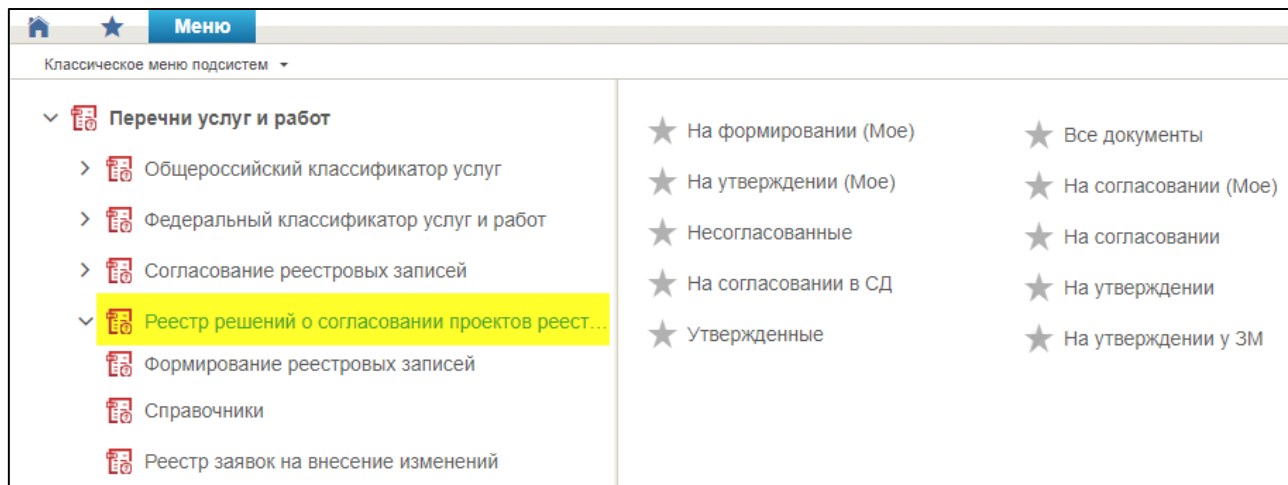 Меню
Классическое меню подсистем
Перечни услуг и работ
Общероссийский классификатор услуг
Федеральный классификатор услуг и работ
Согласование реестровых записей
Реестр решений о согласовании проектов реест...
Формирование реестровых записей
Справочники
Реестр заявок на внесение изменений
На формировании (Мое)
На утверждении (Мое)
Несогласованные
На согласовании в СД
Утвержденные
Все документы
На согласовании (Мое)
На согласовании
На утверждении
На утверждении у ЗМ